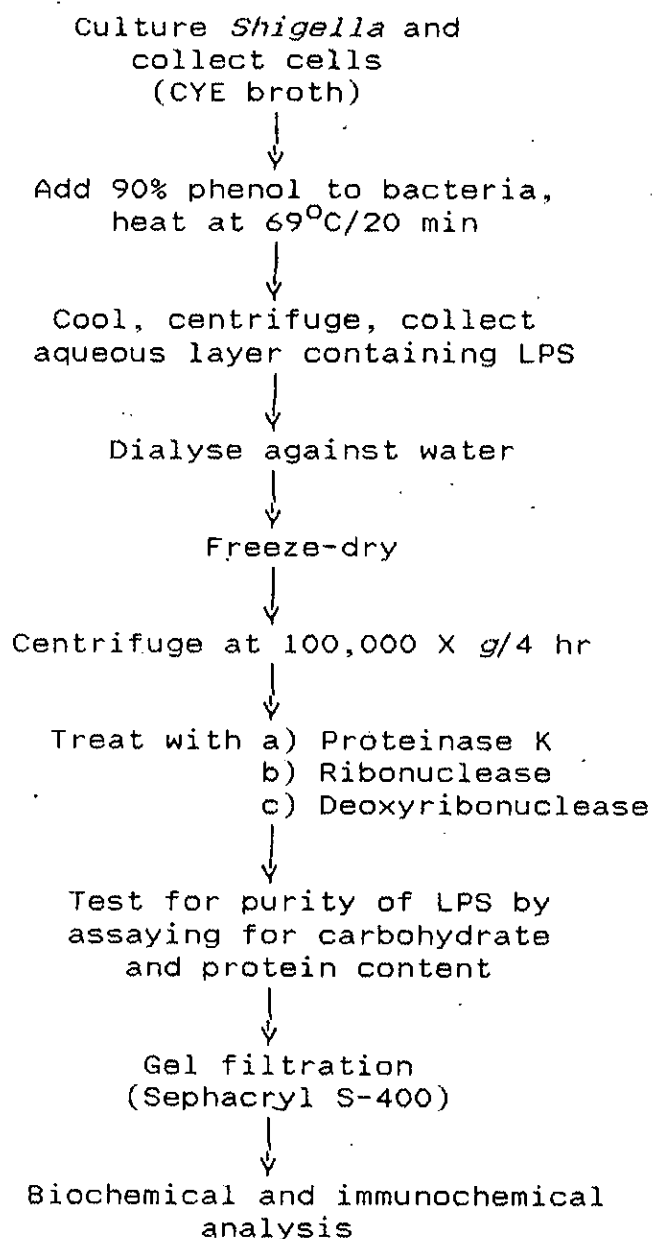 Culture Shigella and
collect cells
(CYE broth)
Add 90% phenol to bacteria,
heat at 69°C/20 min
Cool, centrifuge, collect
aqueous layer containing LPS
Dialyse against water
Freeze-dry
Centrifuge at 100,000 X g/4 hr
Treat with a) Proteinase K
b) Ribonuclease
c) Deoxyribonuclease
Test for purity of LPS by
assaying for carbohydrate
and protein content
Gel filtration
(Sephacryl S-400)
Biochemical and immunochemical
analysis